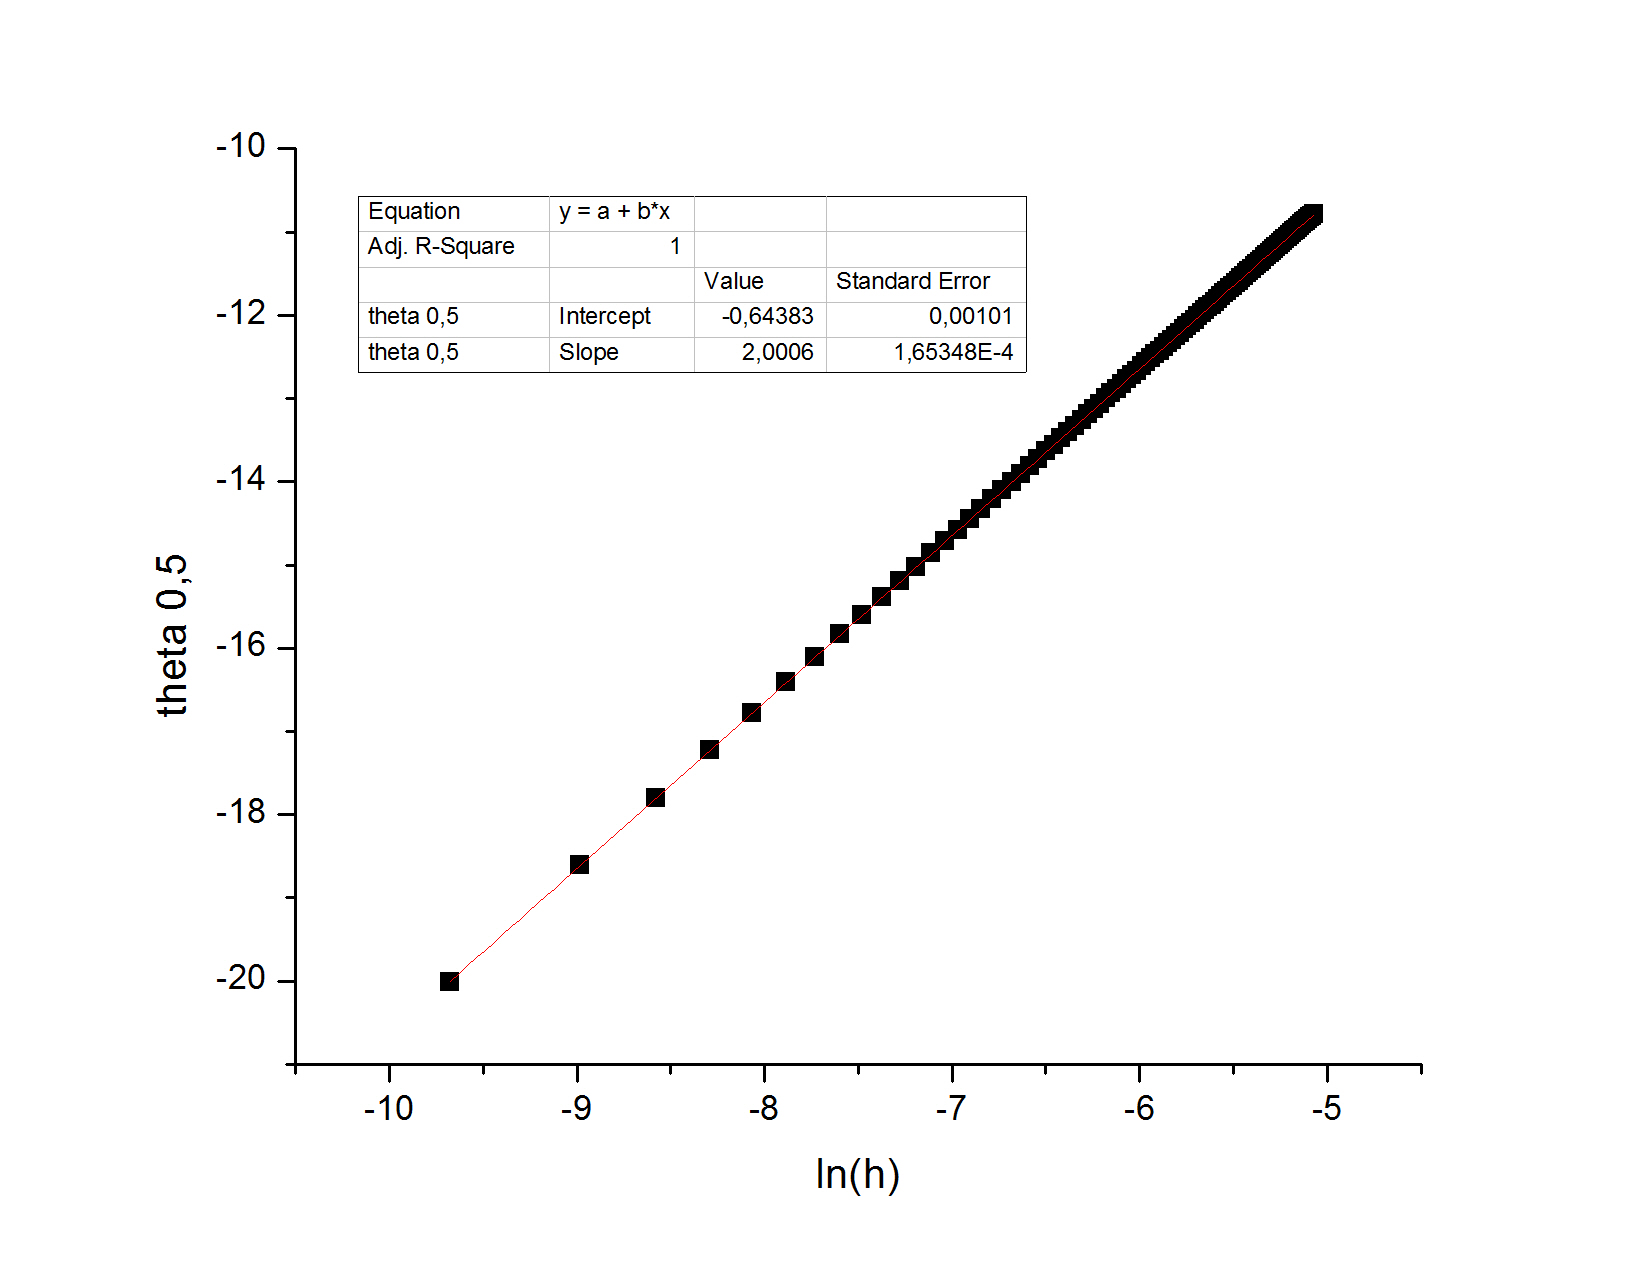 -10
Equation y = a + b*x
Adj. R-Square 1
Value Standard Error
theta 0,5 Intercept -0,64383 0,00101
theta 0,5 Slope 2,0006 1,65348E-4
-12
-14
-16
-18
-20
theta 0,5
-10 -9 -8 -7 -6 -5
ln(h)